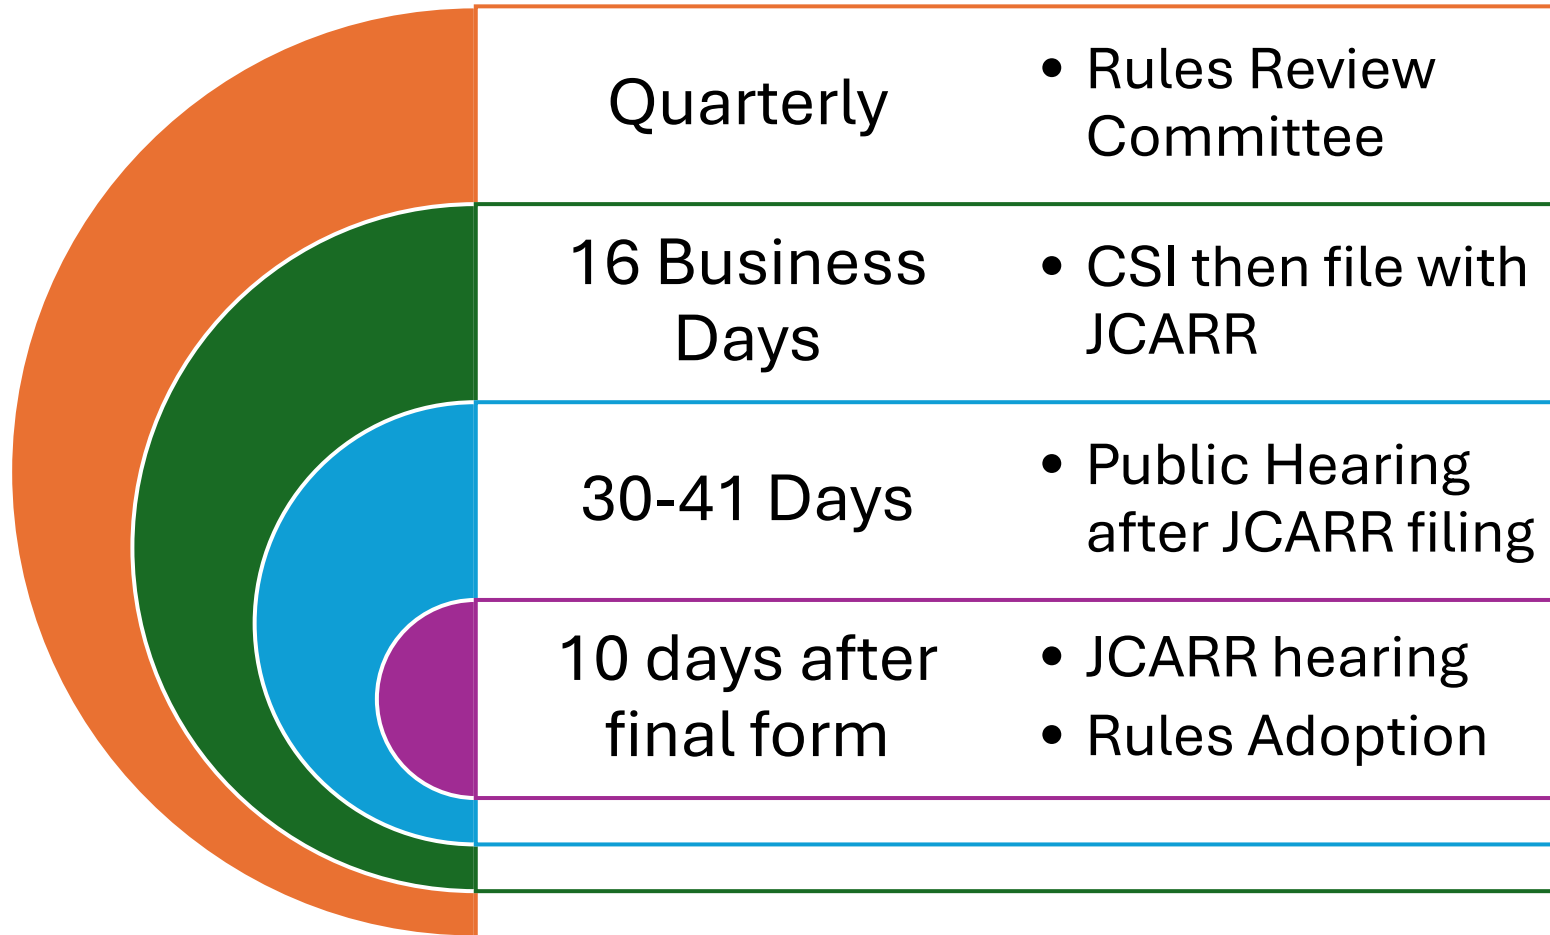 Quarterly
• Rules Review
Committee
16 Business
Days
• CSI then file with
JCARR
30-41 Days
• Public Hearing
after JCARR filing
10 days after
final form
• JCARR hearing
• Rules Adoption